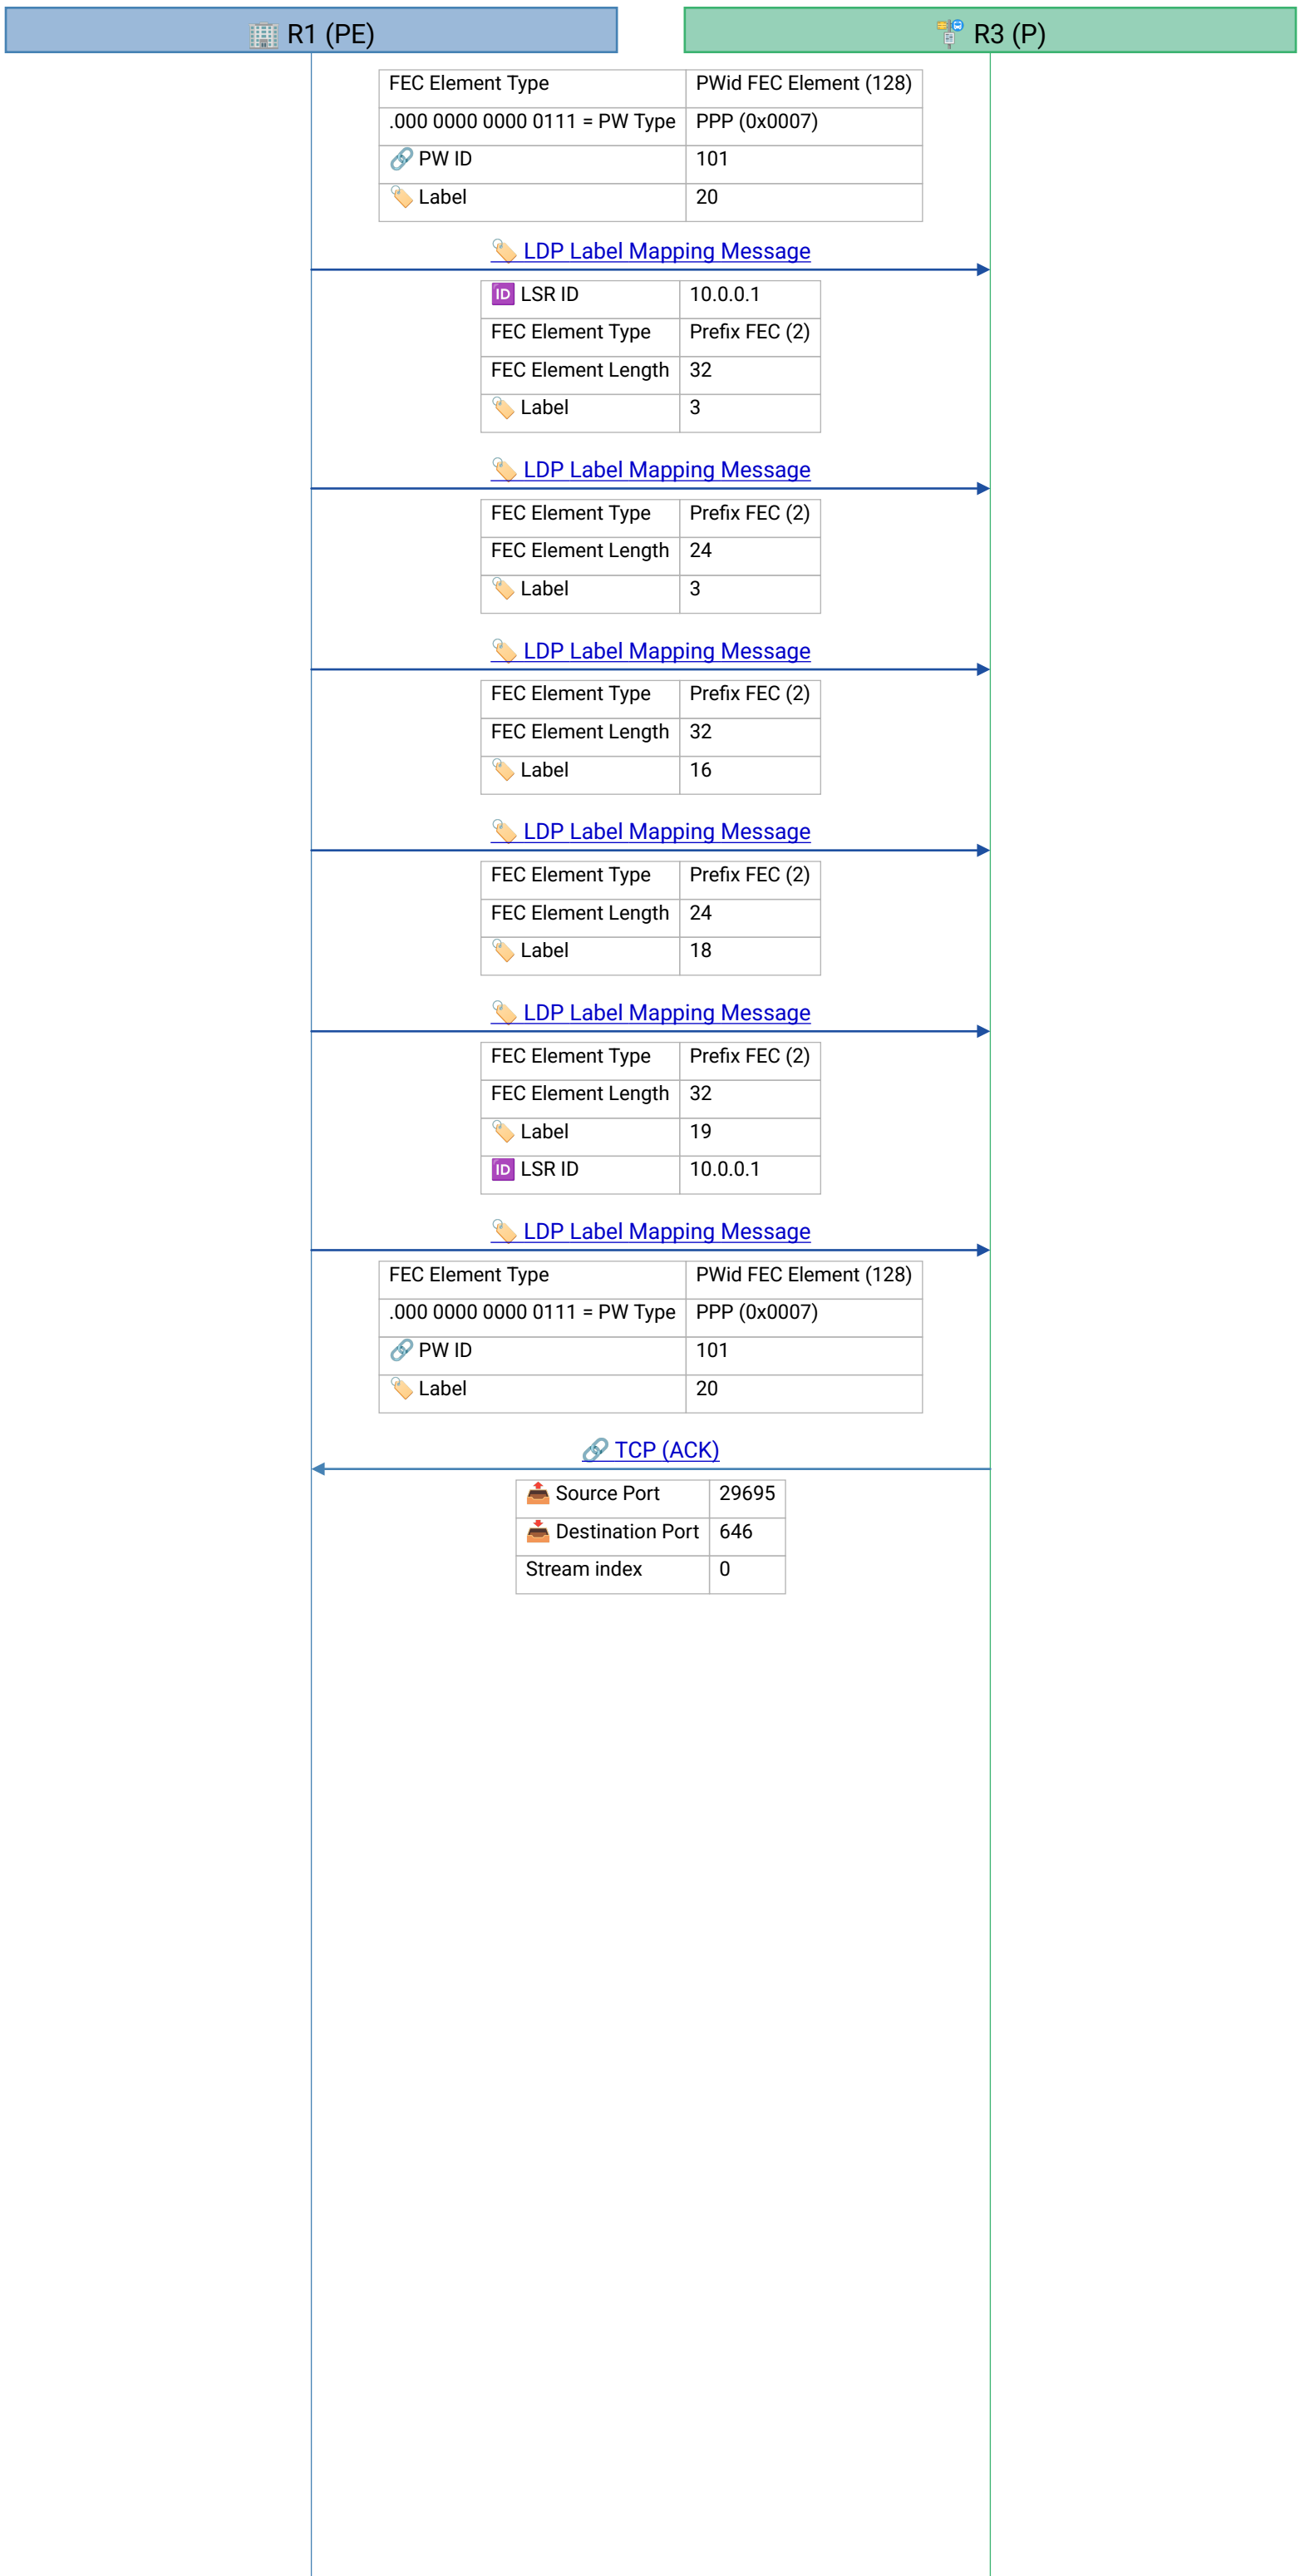 🏢 R1 (PE)
🚏 R3 (P)
FEC Element Type PWid FEC Element (128)
.000 0000 0000 0111 = PW Type PPP (0x0007)
🔗 PW ID 101
🏷️ Label 20
🏷️ LDP Label Mapping Message
🆔 LSR ID 10.0.0.1
FEC Element Type Prefix FEC (2)
FEC Element Length 32
🏷️ Label 3
🏷️ LDP Label Mapping Message
FEC Element Type Prefix FEC (2)
FEC Element Length 24
🏷️ Label 3
🏷️ LDP Label Mapping Message
FEC Element Type Prefix FEC (2)
FEC Element Length 32
🏷️ Label 16
🏷️ LDP Label Mapping Message
FEC Element Type Prefix FEC (2)
FEC Element Length 24
🏷️ Label 18
🏷️ LDP Label Mapping Message
FEC Element Type Prefix FEC (2)
FEC Element Length 32
🏷️ Label 19
🆔 LSR ID 10.0.0.1
🏷️ LDP Label Mapping Message
FEC Element Type PWid FEC Element (128)
.000 0000 0000 0111 = PW Type PPP (0x0007)
🔗 PW ID 101
🏷️ Label 20
🔗 TCP (ACK)
📤 Source Port 29695
📥 Destination Port 646
Stream index 0